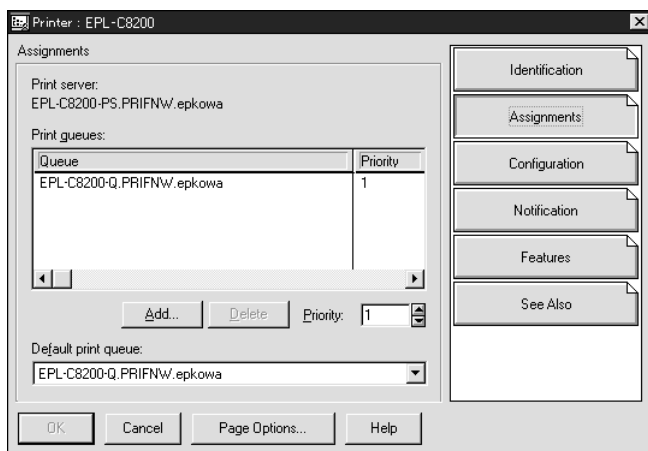 Printer : EPL-C8200
Assignments
Print server:
EPL-C8200-PS.PRIFNW.epkowa
Print queues:
Queue Priority
EPL-C8200-Q.PRIFNW.epkowa 1
Add... Delete Priority: 1
Default print queue:
EPL-C8200-Q.PRIFNW.epkowa
OK Cancel Page Options... Help
Identification
Assignments
Configuration
Notification
Features
See Also